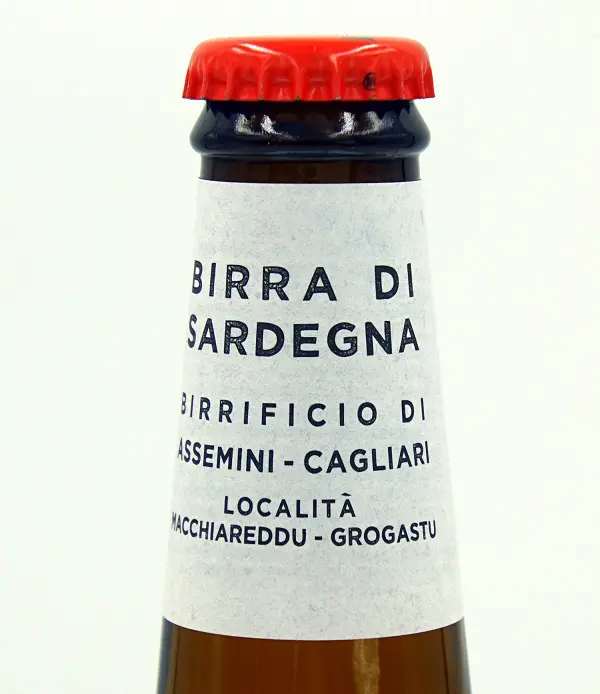 BIRRA DI
SARDEGNA
BIRRIFICIO DI
ASSEMINI - CAGLIARI
LOCALITÀ
MACCHIAREDDU - GROGASTU